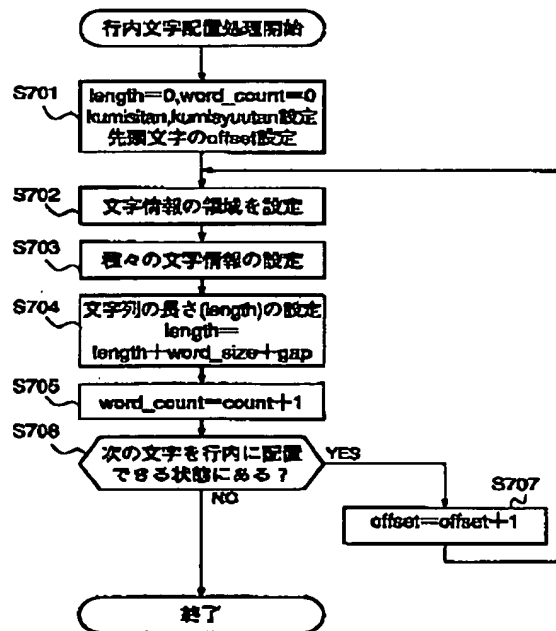 行内文字配置処理開始
S701
length=0,word_count=0
kumisitan,kumisyuutan設定
先頭文字のoffset設定
S702
文字情報の領域を設定
S703
種々の文字情報の設定
S704
文字列の長さ(length)の設定
length=
length+word_size+gap
S705
word_count=count+1
S706
次の文字を行内に配置
できる状態にある?
YES
NO
S707
offset=offset+1
終了